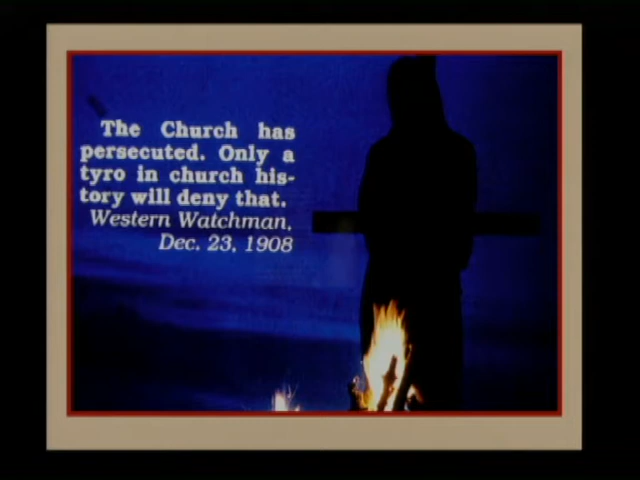 The Church has
persecuted. Only a
tyro in church his-
tory will deny that.
Western Watchman,
Dec. 23, 1908